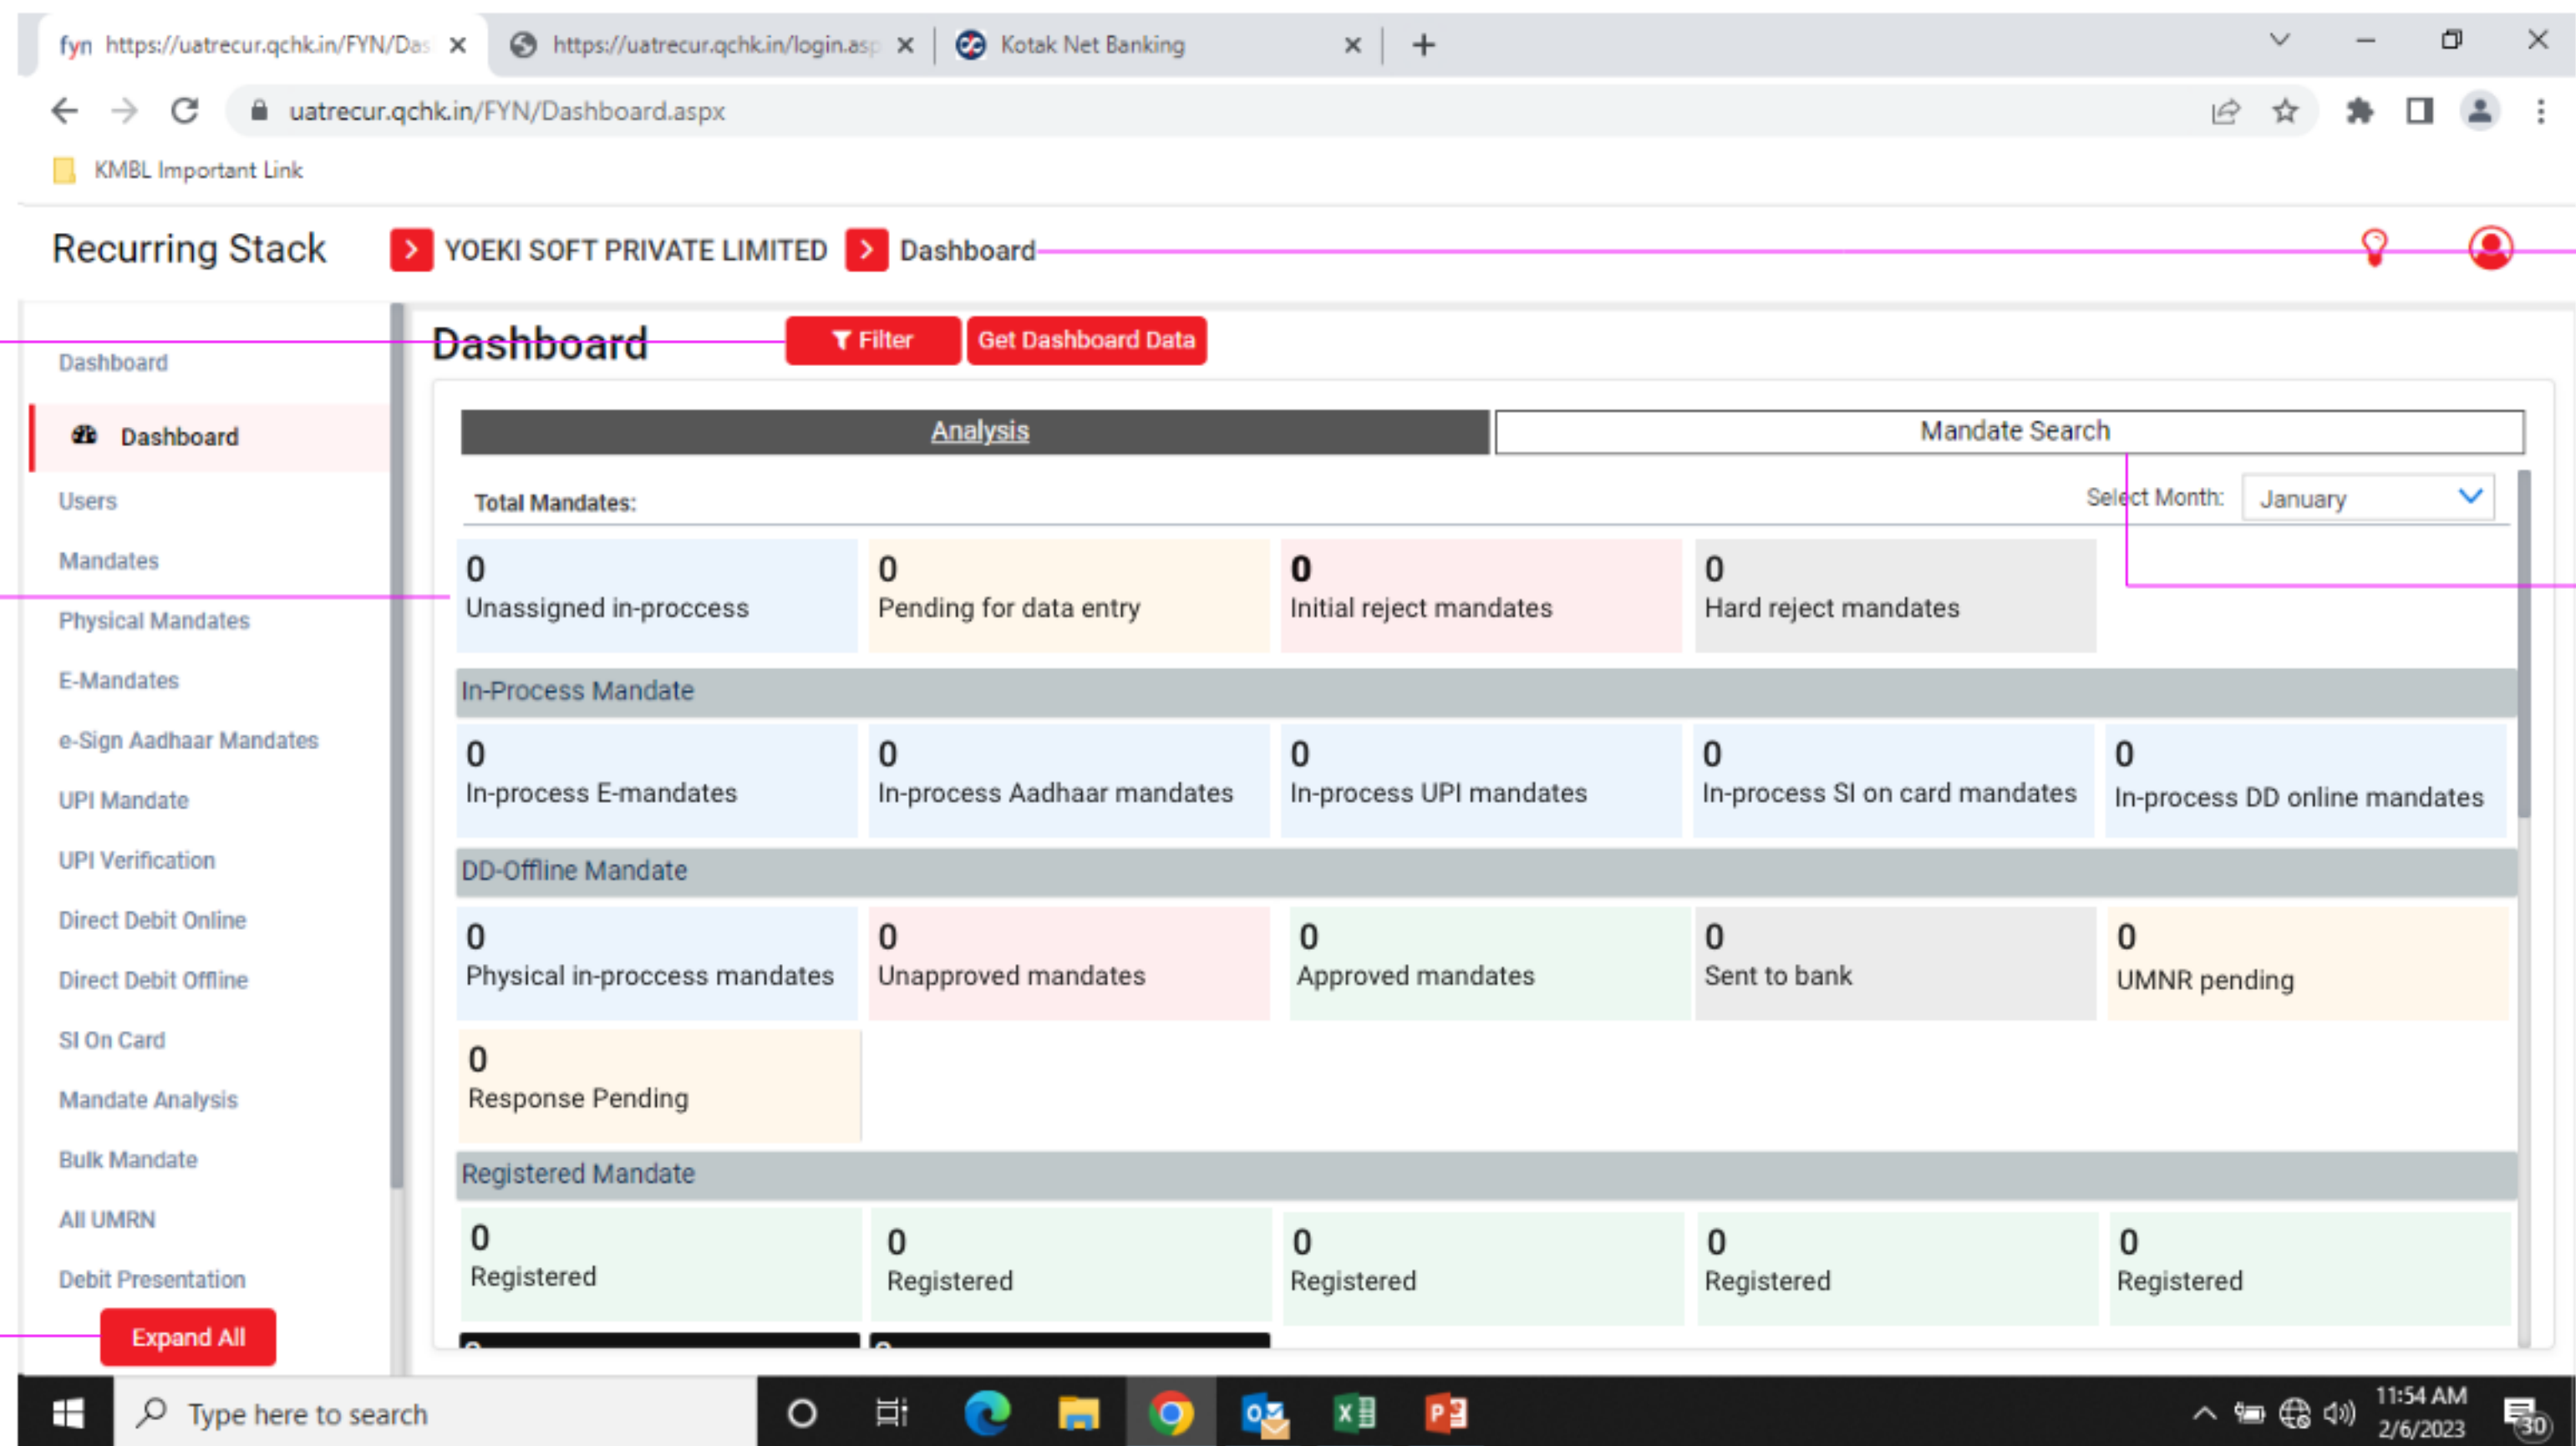 fyn https://uatrecur.qchk.in/FYN/Das
https://uatrecur.qchk.in/login.asp
Kotak Net Banking
uatrecur.qchk.in/FYN/Dashboard.aspx
KMBL Important Link
Recurring Stack YOEKI SOFT PRIVATE LIMITED Dashboard
Dashboard
Dashboard
Users
Mandates
Physical Mandates
E-Mandates
e-Sign Aadhaar Mandates
UPI Mandate
UPI Verification
Direct Debit Online
Direct Debit Offline
SI On Card
Mandate Analysis
Bulk Mandate
All UMRN
Debit Presentation
Expand All
Dashboard Filter Get Dashboard Data
Analysis Mandate Search
Total Mandates: Select Month: January
0 0 0 0
Unassigned in-proccess Pending for data entry Initial reject mandates Hard reject mandates
In-Process Mandate
0 0 0 0 0
In-process E-mandates In-process Aadhaar mandates In-process UPI mandates In-process SI on card mandates In-process DD online mandates
DD-Offline Mandate
0 0 0 0 0
Physical in-proccess mandates Unapproved mandates Approved mandates Sent to bank UMNR pending
0
Response Pending
Registered Mandate
0 0 0 0 0
Registered Registered Registered Registered Registered
Type here to search
11:54 AM
2/6/2023
30